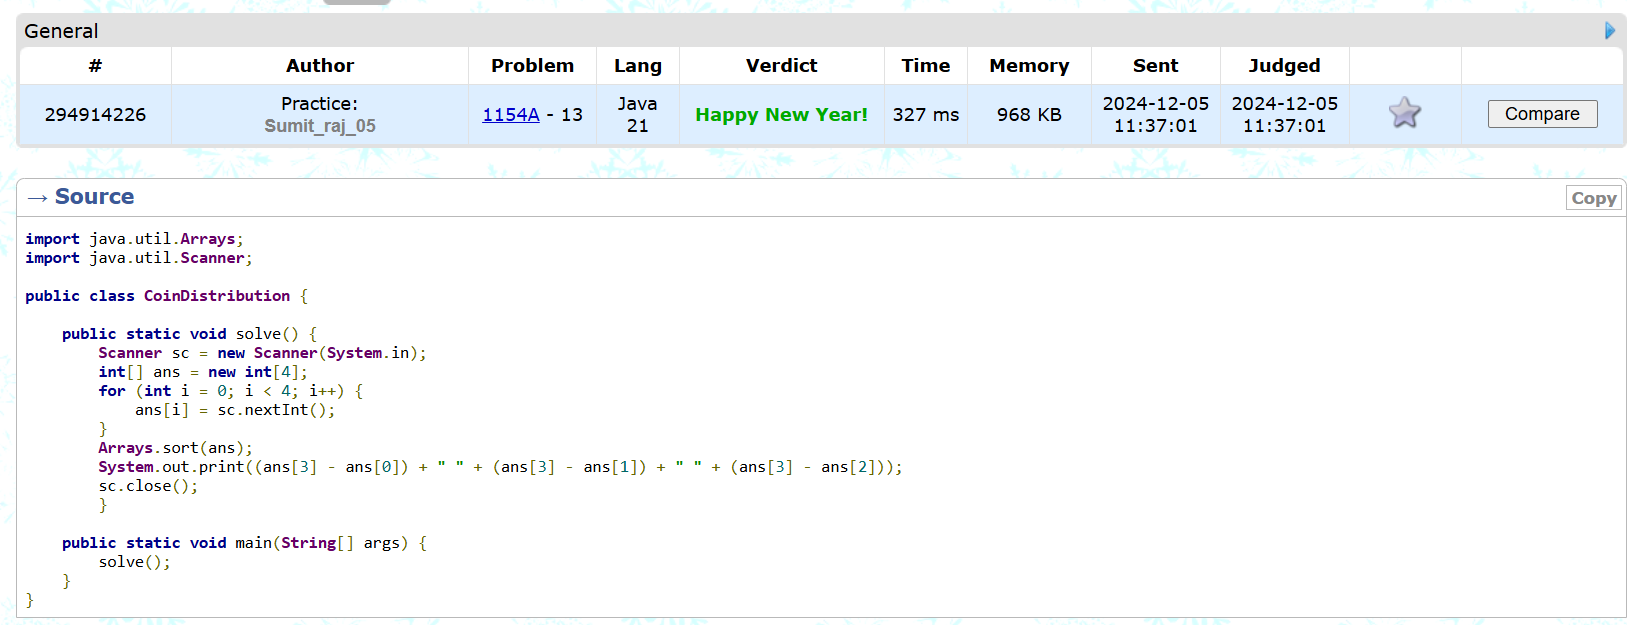 General
# Author Problem Lang Verdict Time Memory Sent Judged
294914226 Practice: Sumit_raj_05 1154A - 13 Java 21 Happy New Year! 327 ms 968 KB 2024-12-05 11:37:01 2024-12-05 11:37:01 Compare
→ Source Copy
import java.util.Arrays;
import java.util.Scanner;

public class CoinDistribution {

    public static void solve() {
        Scanner sc = new Scanner(System.in);
        int[] ans = new int[4];
        for (int i = 0; i < 4; i++) {
            ans[i] = sc.nextInt();
        }
        Arrays.sort(ans);
        System.out.print((ans[3] - ans[0]) + " " + (ans[3] - ans[1]) + " " + (ans[3] - ans[2]));
        sc.close();
        }

    public static void main(String[] args) {
        solve();
    }
}